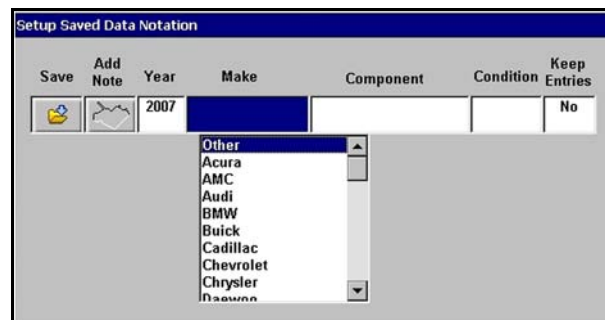 Setup Saved Data Notation
Save Add Note Year Make Component Condition Keep Entries
2007 No
Other
Acura
AMC
Audi
BMW
Buick
Cadillac
Chevrolet
Chrysler
Daewoo